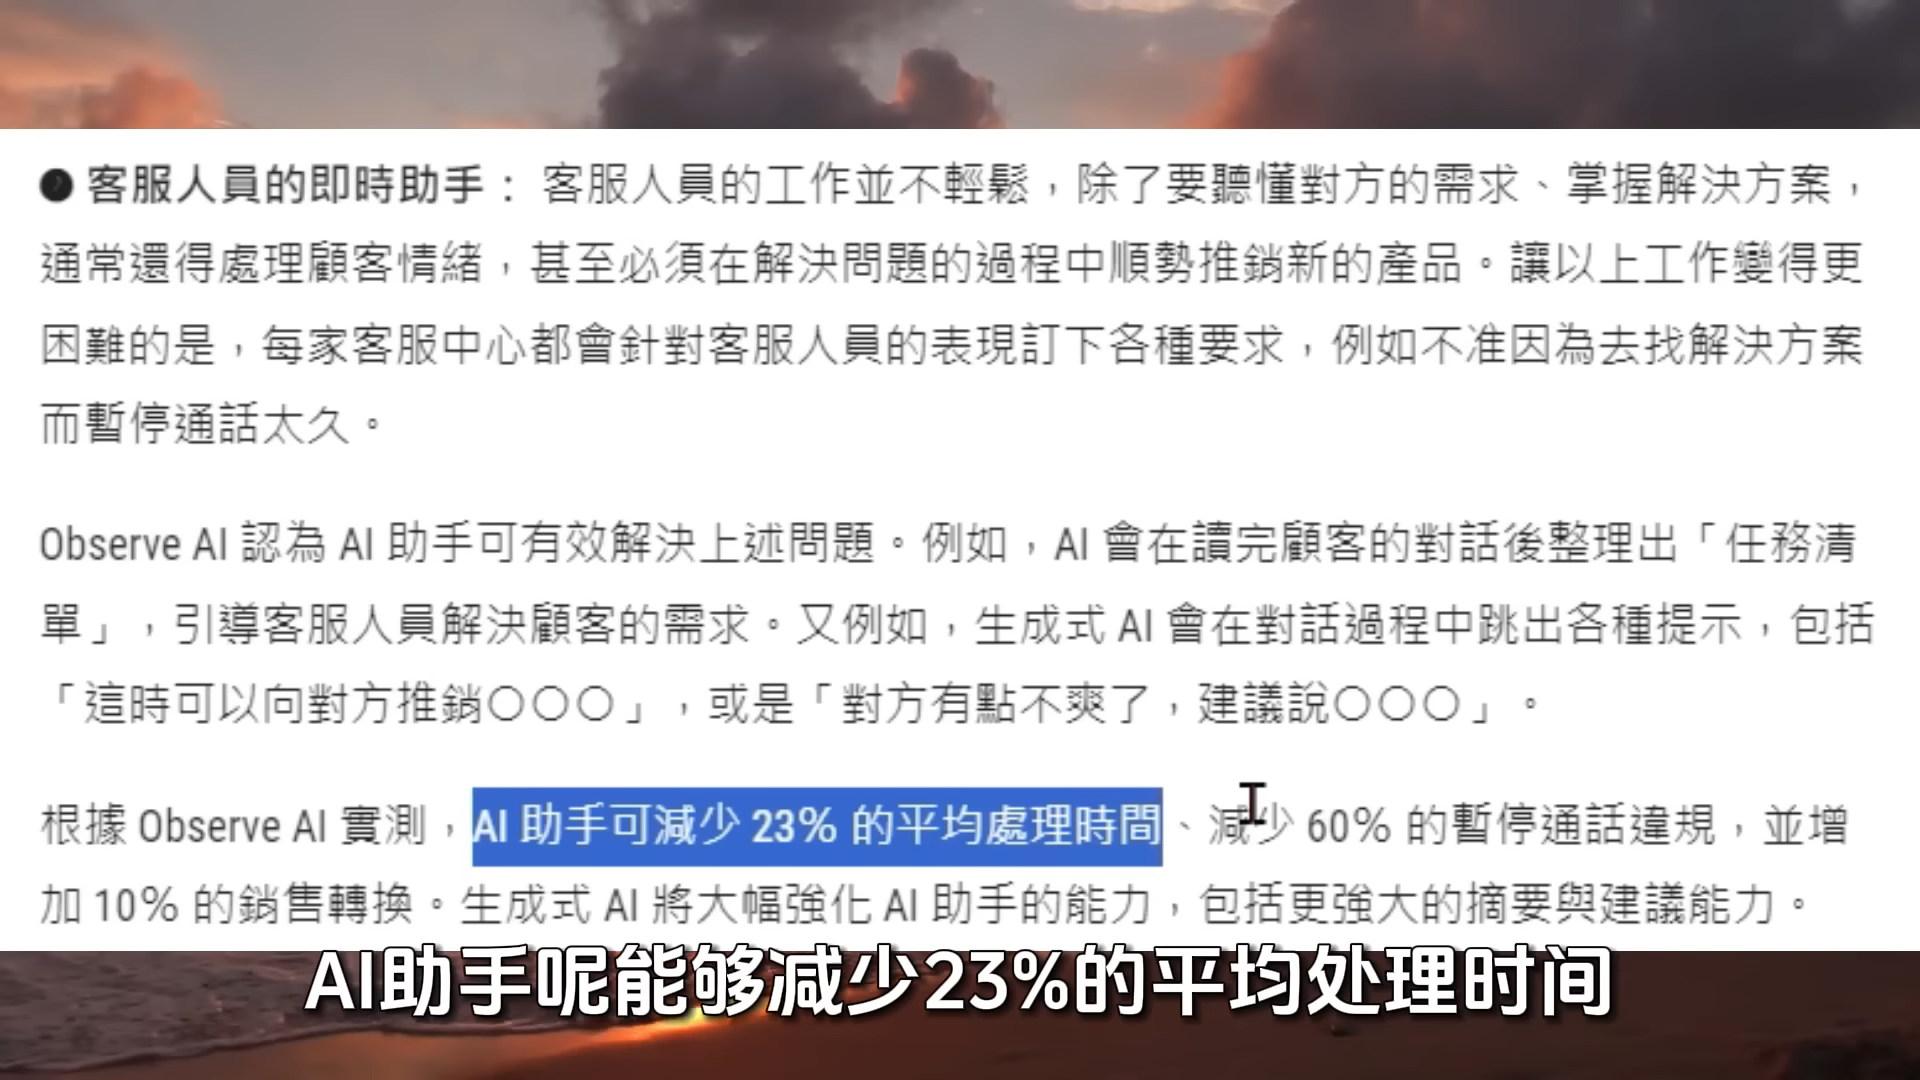 客服人員的即時助手： 客服人員的工作並不輕鬆，除了要聽懂對方的需求、掌握解決方案，
通常還得處理顧客情緒，甚至必須在解決問題的過程中順勢推銷新的產品。讓以上工作變得更
困難的是，每家客服中心都會針對客服人員的表現訂下各種要求，例如不准因為去找解決方案
而暫停通話太久。
Observe AI 認為 AI 助手可有效解決上述問題。例如，AI 會在讀完顧客的對話後整理出「任務清
單」，引導客服人員解決顧客的需求。又例如，生成式 AI 會在對話過程中跳出各種提示，包括
「這時可以向對方推銷〇〇〇」，或是「對方有點不爽了，建議說〇〇〇」。
根據 Observe AI 實測，AI 助手可減少 23% 的平均處理時間、減少 60% 的暫停通話違規，並增
加 10% 的銷售轉換。生成式 AI 將大幅強化 AI 助手的能力，包括更強大的摘要與建議能力。
AI助手呢能够减少23%的平均处理时间